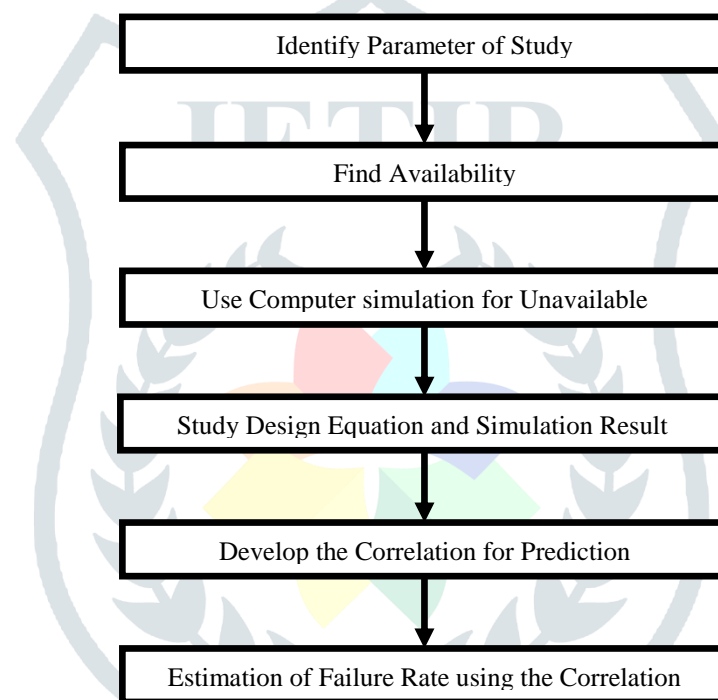 JETIR
Identify Parameter of Study
Find Availability
Use Computer simulation for Unavailable
Study Design Equation and Simulation Result
Develop the Correlation for Prediction
Estimation of Failure Rate using the Correlation